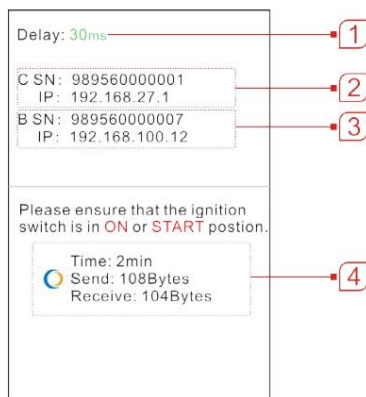 Delay: 30ms
1
C SN: 989560000001
IP: 192.168.27.1
2
B SN: 989560000007
IP: 192.168.100.12
3
Please ensure that the ignition
switch is in ON or START postion.
Time: 2min
Send: 108Bytes
Receive: 104Bytes
4